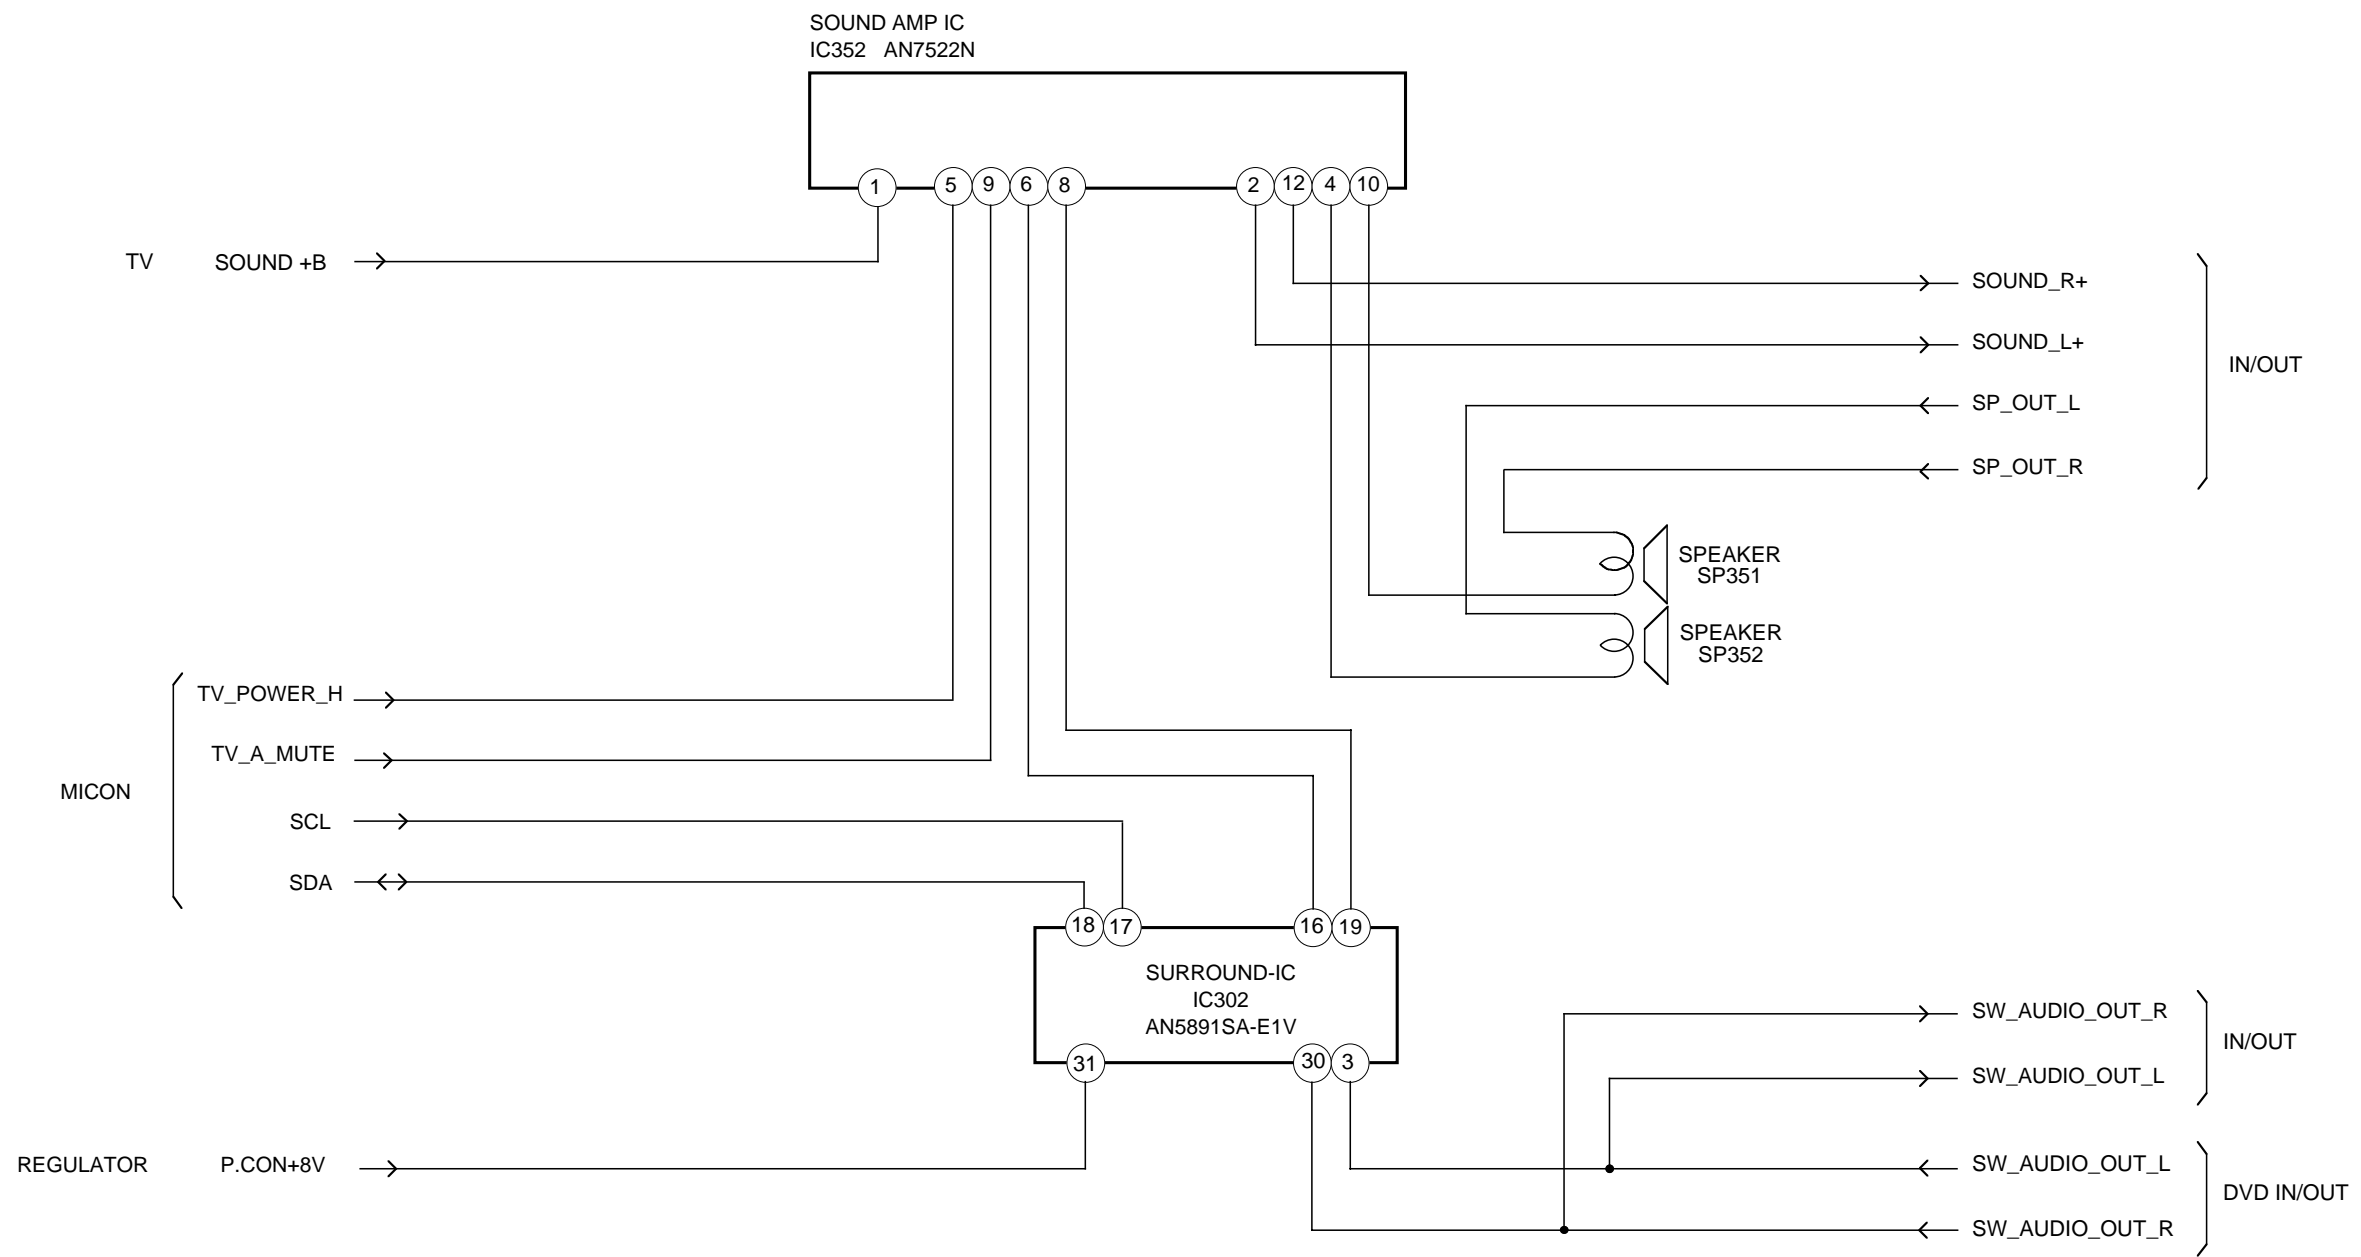 SOUND AMP IC
IC352 AN7522N
1 5 9 6 8 2 12 4 10
TV SOUND +B
SOUND_R+
SOUND_L+
IN/OUT
SP_OUT_L
SP_OUT_R
SPEAKER
SP351
SPEAKER
SP352
TV_POWER_H
TV_A_MUTE
MICON
SCL
SDA
18 17 16 19
SURROUND-IC
IC302
AN5891SA-E1V
31 30 3
SW_AUDIO_OUT_R
IN/OUT
SW_AUDIO_OUT_L
REGULATOR P.CON+8V
SW_AUDIO_OUT_L
DVD IN/OUT
SW_AUDIO_OUT_R